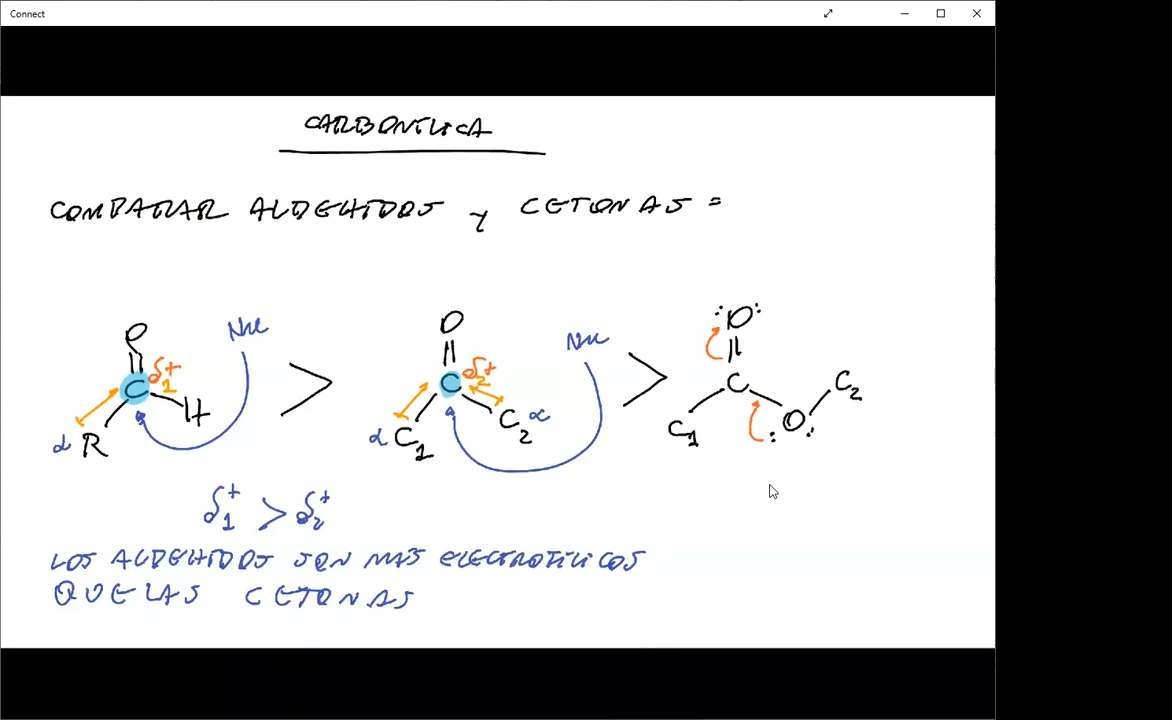 Connect
CARBONILICA
COMPARAR ALDEHIDOS y CETONAS =
O Nu O Nu :O:
C δ1+ C δ2+ C C2
α R H α C1 C2 α C1 :O:
δ1+ > δ2+
LOS ALDEHIDOS SON MAS ELECTROFILICOS
QUE LAS CETONAS